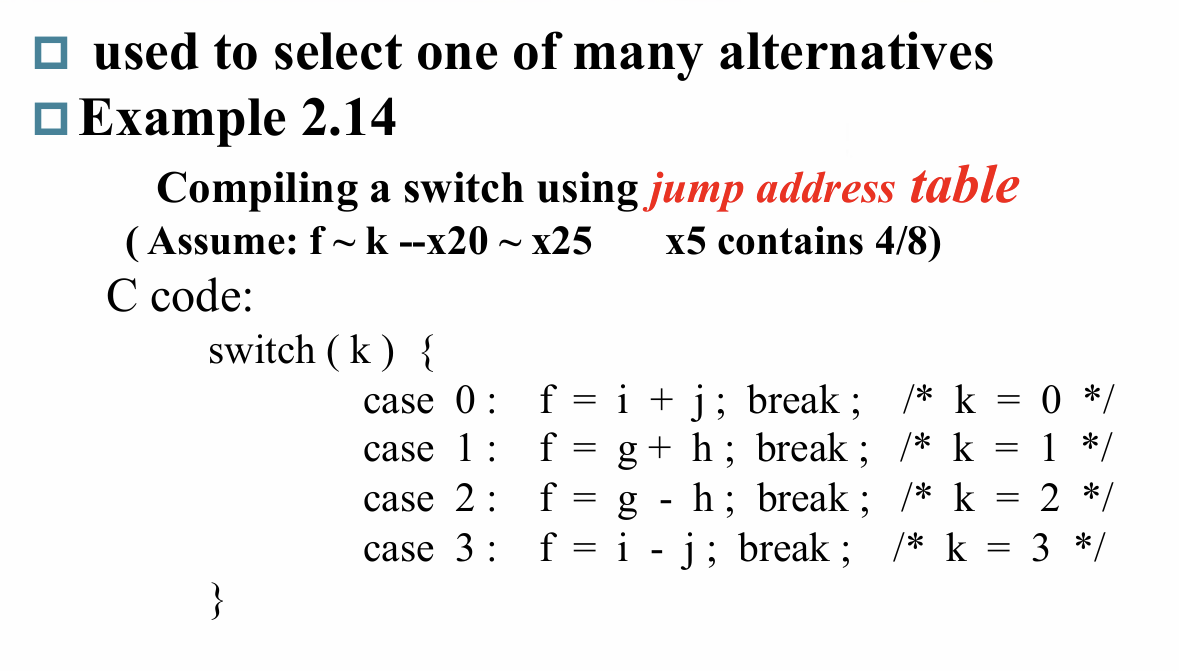 used to select one of many alternatives
Example 2.14
Compiling a switch using jump address table
( Assume: f ~ k --x20 ~ x25 x5 contains 4/8)
C code:
switch ( k ) {
case 0 : f = i + j ; break ; /* k = 0 */
case 1 : f = g + h ; break ; /* k = 1 */
case 2 : f = g - h ; break ; /* k = 2 */
case 3 : f = i - j ; break ; /* k = 3 */
}